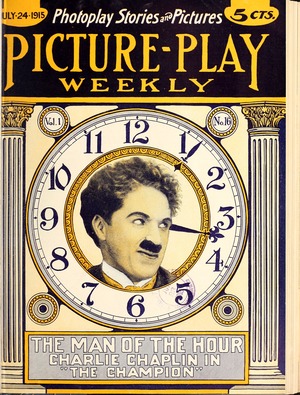 JULY·24·1915
Photoplay Stories and Pictures
5 CTS.
PICTURE-PLAY
WEEKLY
Vol. 1
No. 16
12
1
2
3
4
5
6
7
8
9
10
11
THE MAN OF THE HOUR
CHARLIE CHAPLIN IN
"THE CHAMPION"